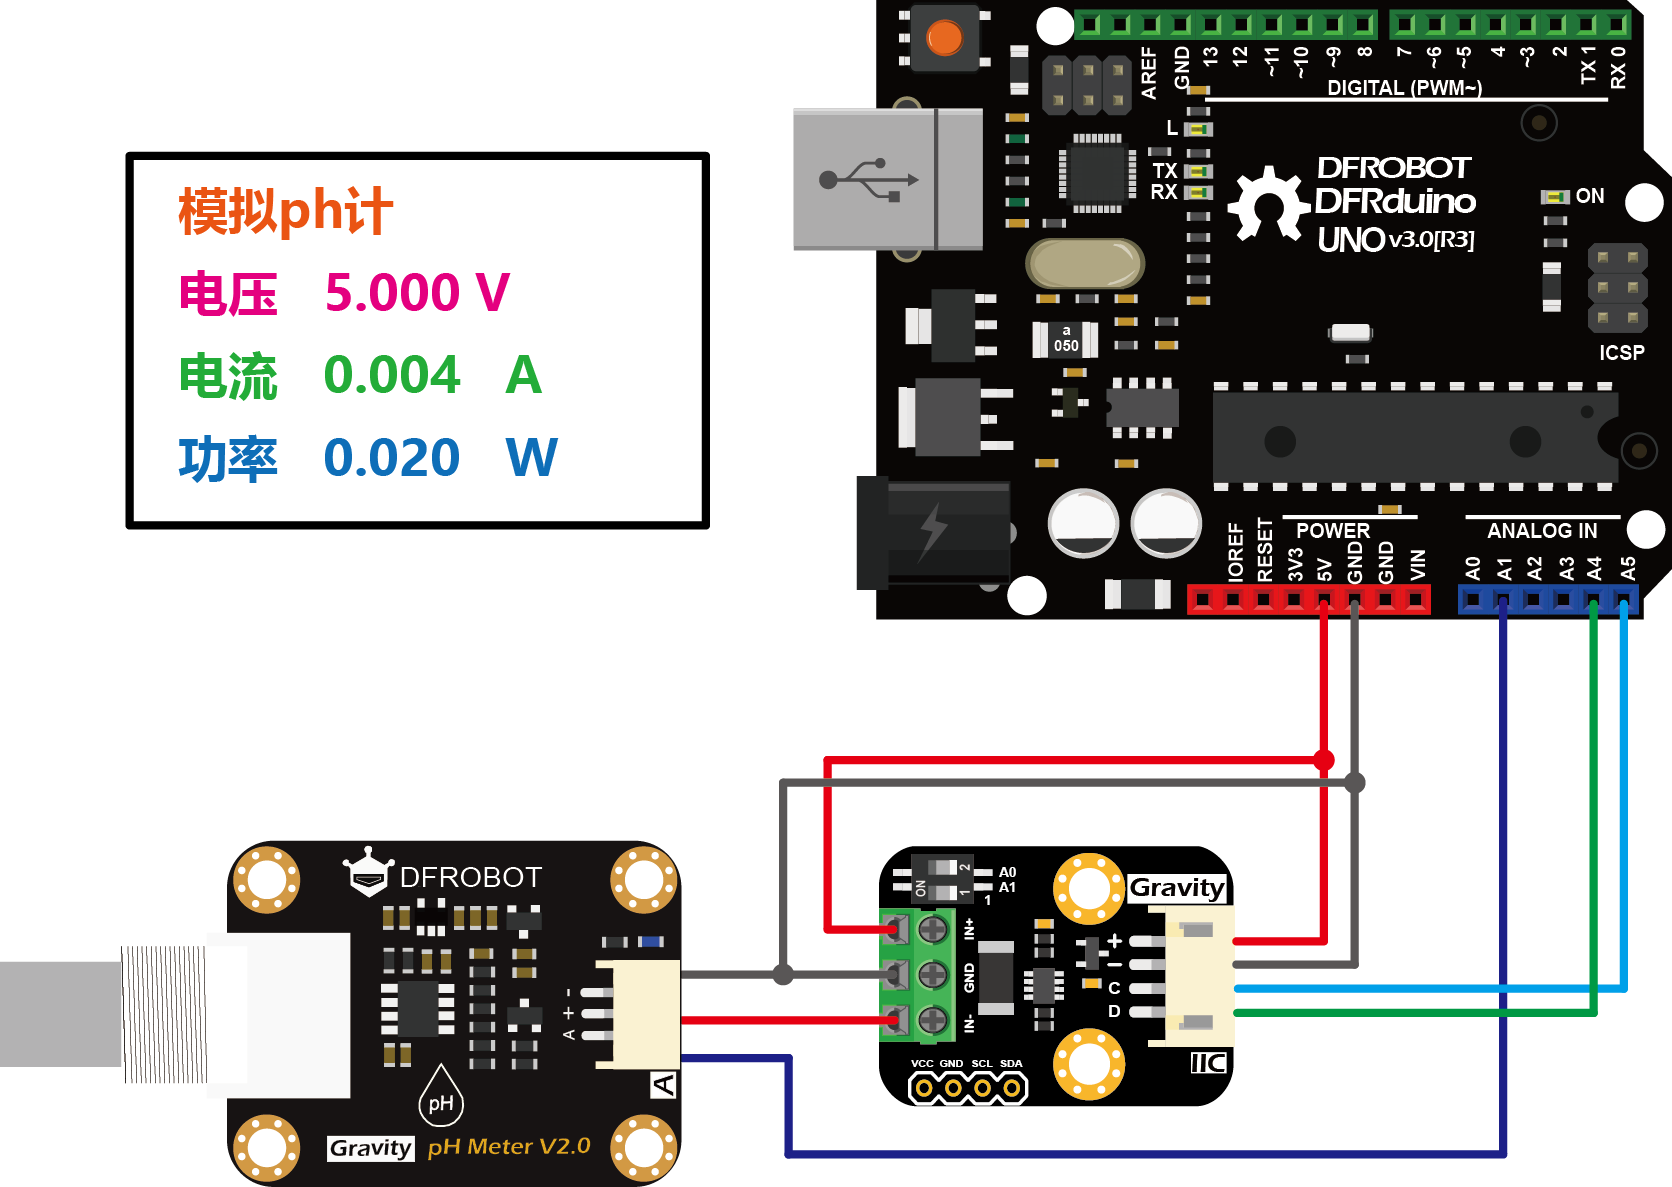 模拟ph计
电压 5.000 V
电流 0.004 A
功率 0.020 W
AREF GND 13 12 ~11 ~10 ~9 8 7 ~6 ~5 4 ~3 2 TX 1 RX 0
DIGITAL (PWM~)
L
TX
RX
DFROBOT
DFRduino
UNO v3.0[R3]
ON
ICSP
a
050
POWER
ANALOG IN
IOREF RESET 3V3 5V GND GND VIN
A0 A1 A2 A3 A4 A5
DFROBOT
- + A
A
pH
Gravity pH Meter V2.0
ON
2
1
A0
A1
1
Gravity
IN+
GND
IN-
+
-
C
D
IIC
VCC GND SCL SDA